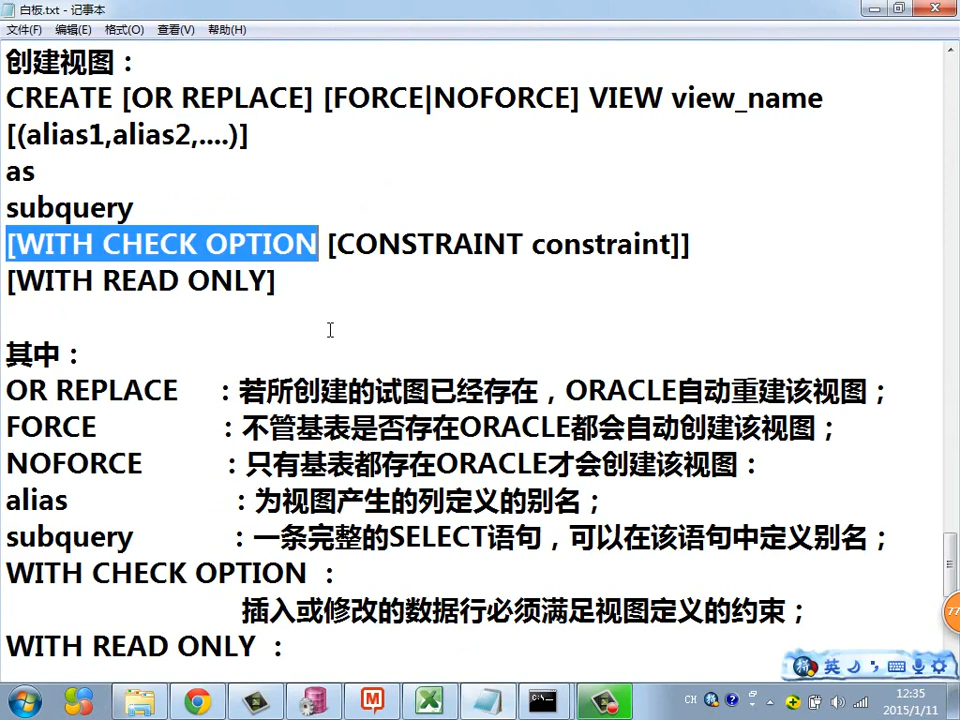 白板.txt - 记事本
文件(F) 编辑(E) 格式(O) 查看(V) 帮助(H)
创建视图：
CREATE [OR REPLACE] [FORCE|NOFORCE] VIEW view_name
[(alias1,alias2,....)]
as
subquery
[WITH CHECK OPTION [CONSTRAINT constraint]]
[WITH READ ONLY]
其中：
OR REPLACE ：若所创建的试图已经存在，ORACLE自动重建该视图；
FORCE ：不管基表是否存在ORACLE都会自动创建该视图；
NOFORCE ：只有基表都存在ORACLE才会创建该视图：
alias ：为视图产生的列定义的别名；
subquery ：一条完整的SELECT语句，可以在该语句中定义别名；
WITH CHECK OPTION ：
插入或修改的数据行必须满足视图定义的约束；
WITH READ ONLY ：
77
英
CH
12:35
2015/1/11